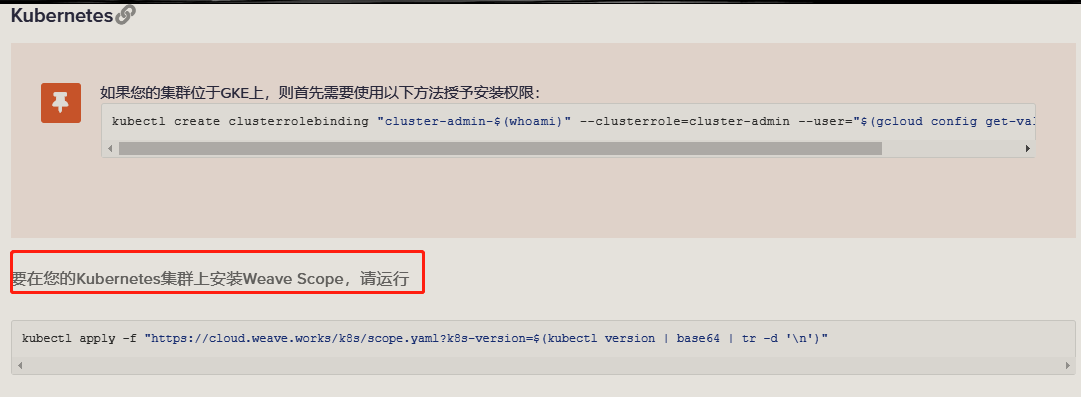 Kubernetes
如果您的集群位于GKE上，则首先需要使用以下方法授予安装权限：
kubectl create clusterrolebinding "cluster-admin-$(whoami)" --clusterrole=cluster-admin --user="$(gcloud config get-val
要在您的Kubernetes集群上安装Weave Scope，请运行
kubectl apply -f "https://cloud.weave.works/k8s/scope.yaml?k8s-version=$(kubectl version | base64 | tr -d '\n')"